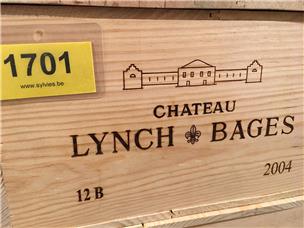 1701
www.sylvies.be
CHATEAU
LYNCH BAGES
2004
12 B